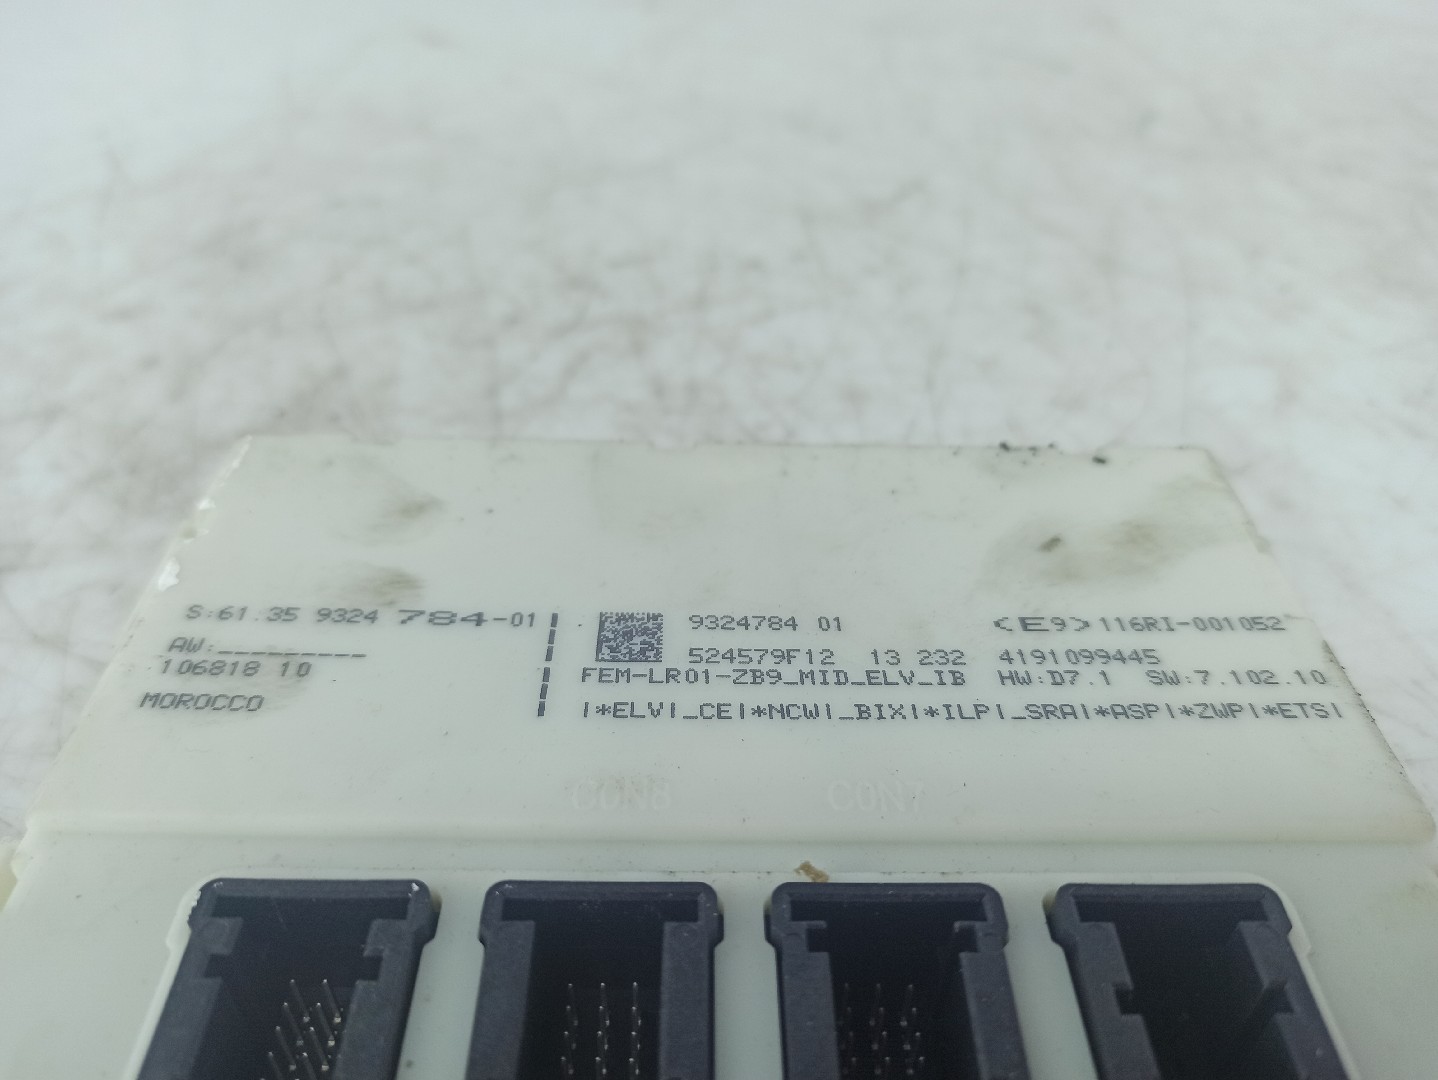 S:61.35 9324 784-01
AW:_________
106818 10
MOROCCO
9324784 01 <CE9>116RI-001052
524579F12 13 232 4191099445
FEM-LR01-ZB9_MID_ELV_IB HW:D7.1 SW:7.102.10
|*ELV|_CE|*NCW|_BIX|*ILP|_SRA|*ASP|*ZWP|*ETS|
CON8 CON7